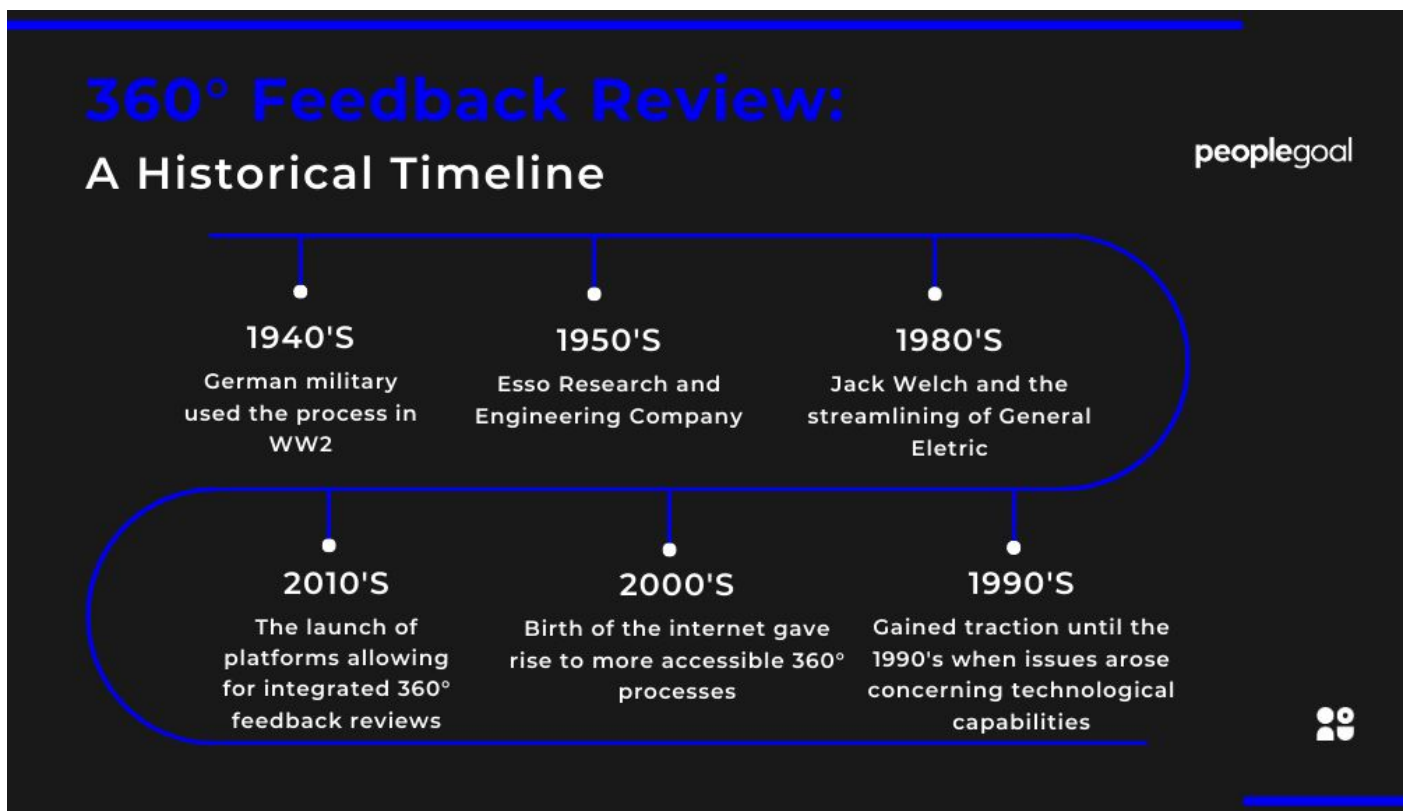 360° Feedback Review:
A Historical Timeline
peoplegoal
1940'S
German military
used the process in
WW2
1950'S
Esso Research and
Engineering Company
1980'S
Jack Welch and the
streamlining of General
Eletric
1990'S
Gained traction until the
1990's when issues arose
concerning technological
capabilities
2000'S
Birth of the internet gave
rise to more accessible 360°
processes
2010'S
The launch of
platforms allowing
for integrated 360°
feedback reviews